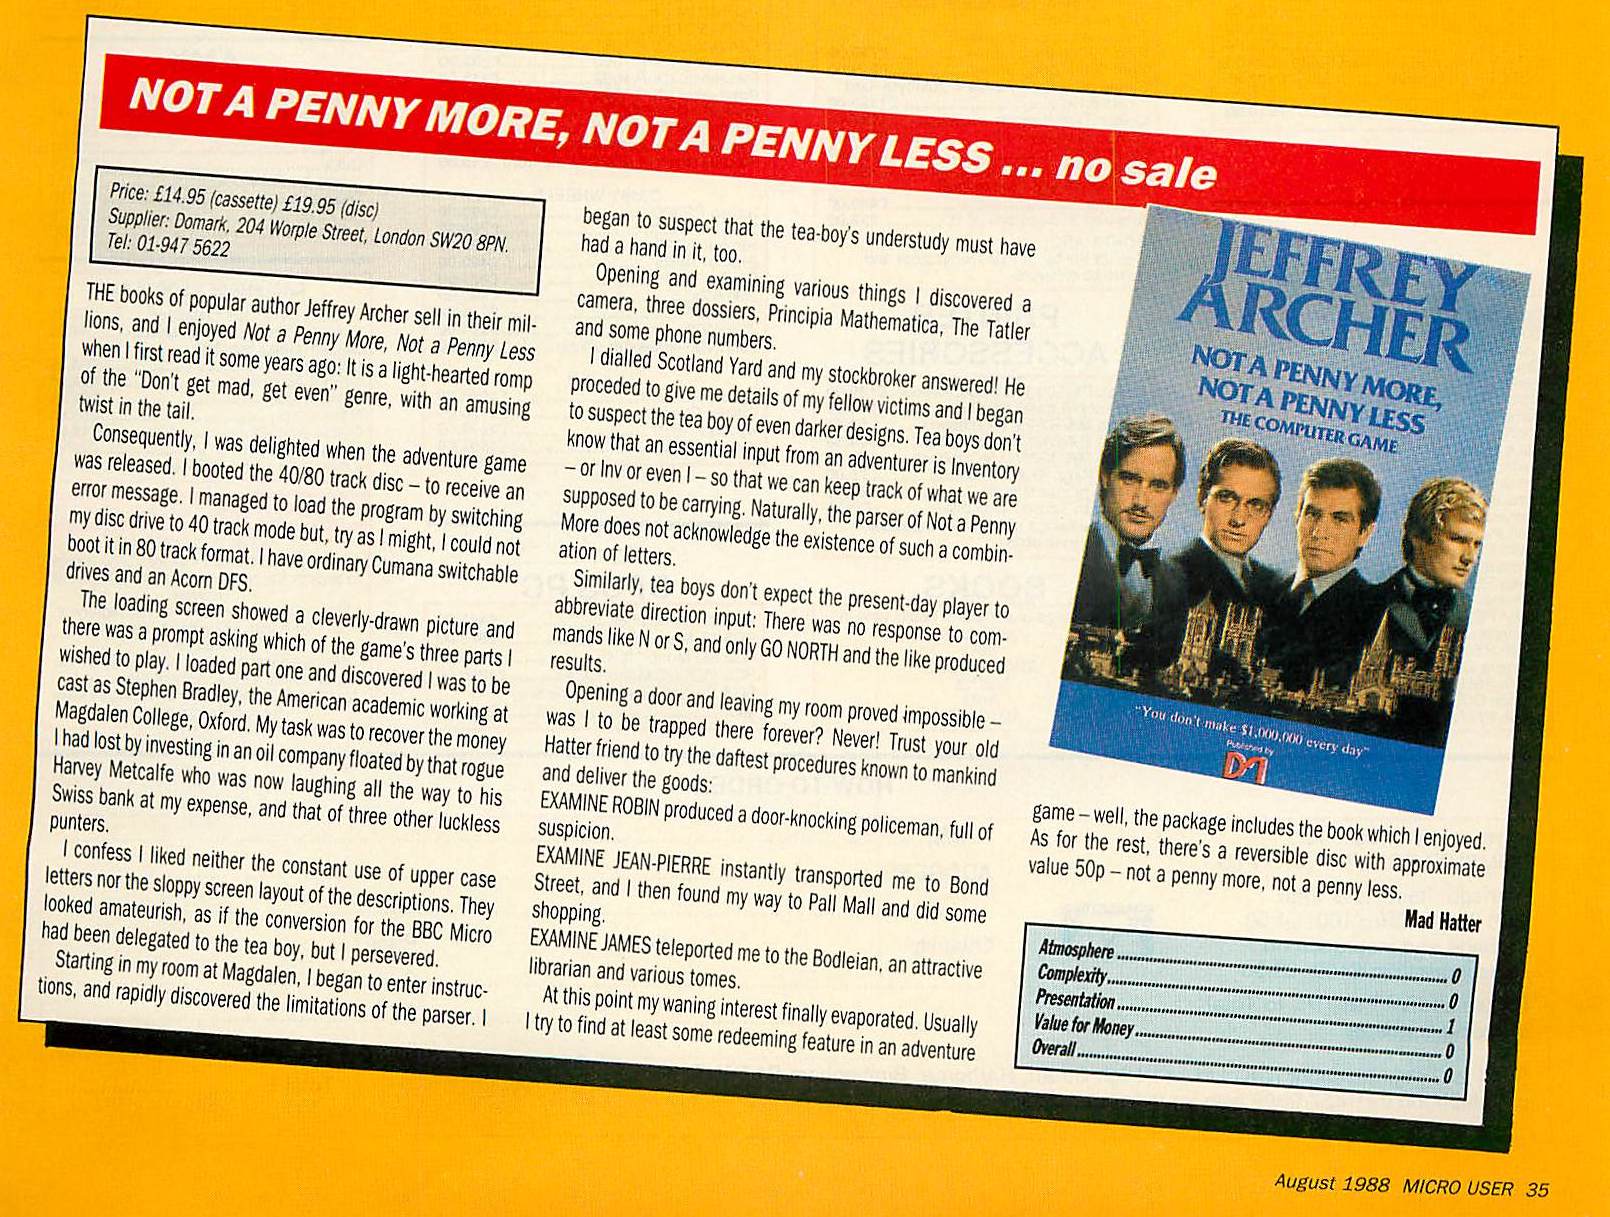 NOT A PENNY MORE, NOT A PENNY LESS ... no sale
Price: £14.95 (cassette) £19.95 (disc)
Supplier: Domark, 204 Worple Street, London SW20 8PN.
Tel: 01-947 5622
THE books of popular author Jeffrey Archer sell in their mil-
lions, and I enjoyed Not a Penny More, Not a Penny Less
when I first read it some years ago: It is a light-hearted romp
of the "Don't get mad, get even" genre, with an amusing
twist in the tail.
Consequently, I was delighted when the adventure game
was released. I booted the 40/80 track disc – to receive an
error message. I managed to load the program by switching
my disc drive to 40 track mode but, try as I might, I could not
boot it in 80 track format. I have ordinary Cumana switchable
drives and an Acorn DFS.
The loading screen showed a cleverly-drawn picture and
there was a prompt asking which of the game's three parts I
wished to play. I loaded part one and discovered I was to be
cast as Stephen Bradley, the American academic working at
Magdalen College, Oxford. My task was to recover the money
I had lost by investing in an oil company floated by that rogue
Harvey Metcalfe who was now laughing all the way to his
Swiss bank at my expense, and that of three other luckless
punters.
I confess I liked neither the constant use of upper case
letters nor the sloppy screen layout of the descriptions. They
looked amateurish, as if the conversion for the BBC Micro
had been delegated to the tea boy, but I persevered.
Starting in my room at Magdalen, I began to enter instruc-
tions, and rapidly discovered the limitations of the parser. I
began to suspect that the tea-boy's understudy must have
had a hand in it, too.
Opening and examining various things I discovered a
camera, three dossiers, Principia Mathematica, The Tatler
and some phone numbers.
I dialled Scotland Yard and my stockbroker answered! He
proceded to give me details of my fellow victims and I began
to suspect the tea boy of even darker designs. Tea boys don't
know that an essential input from an adventurer is Inventory
– or Inv or even I – so that we can keep track of what we are
supposed to be carrying. Naturally, the parser of Not a Penny
More does not acknowledge the existence of such a combin-
ation of letters.
Similarly, tea boys don't expect the present-day player to
abbreviate direction input: There was no response to com-
mands like N or S, and only GO NORTH and the like produced
results.
Opening a door and leaving my room proved impossible –
was I to be trapped there forever? Never! Trust your old
Hatter friend to try the daftest procedures known to mankind
and deliver the goods:
EXAMINE ROBIN produced a door-knocking policeman, full of
suspicion.
EXAMINE JEAN-PIERRE instantly transported me to Bond
Street, and I then found my way to Pall Mall and did some
shopping.
EXAMINE JAMES teleported me to the Bodleian, an attractive
librarian and various tomes.
At this point my waning interest finally evaporated. Usually
I try to find at least some redeeming feature in an adventure
JEFFREY
ARCHER
NOT A PENNY MORE,
NOT A PENNY LESS
THE COMPUTER GAME
"You don't make $1,000,000 every day"
Published by
game – well, the package includes the book which I enjoyed.
As for the rest, there's a reversible disc with approximate
value 50p – not a penny more, not a penny less.
Mad Hatter
Atmosphere ........ 0
Complexity ........ 0
Presentation ........ 1
Value for Money ........ 0
Overall ........ 0
August 1988 MICRO USER 35